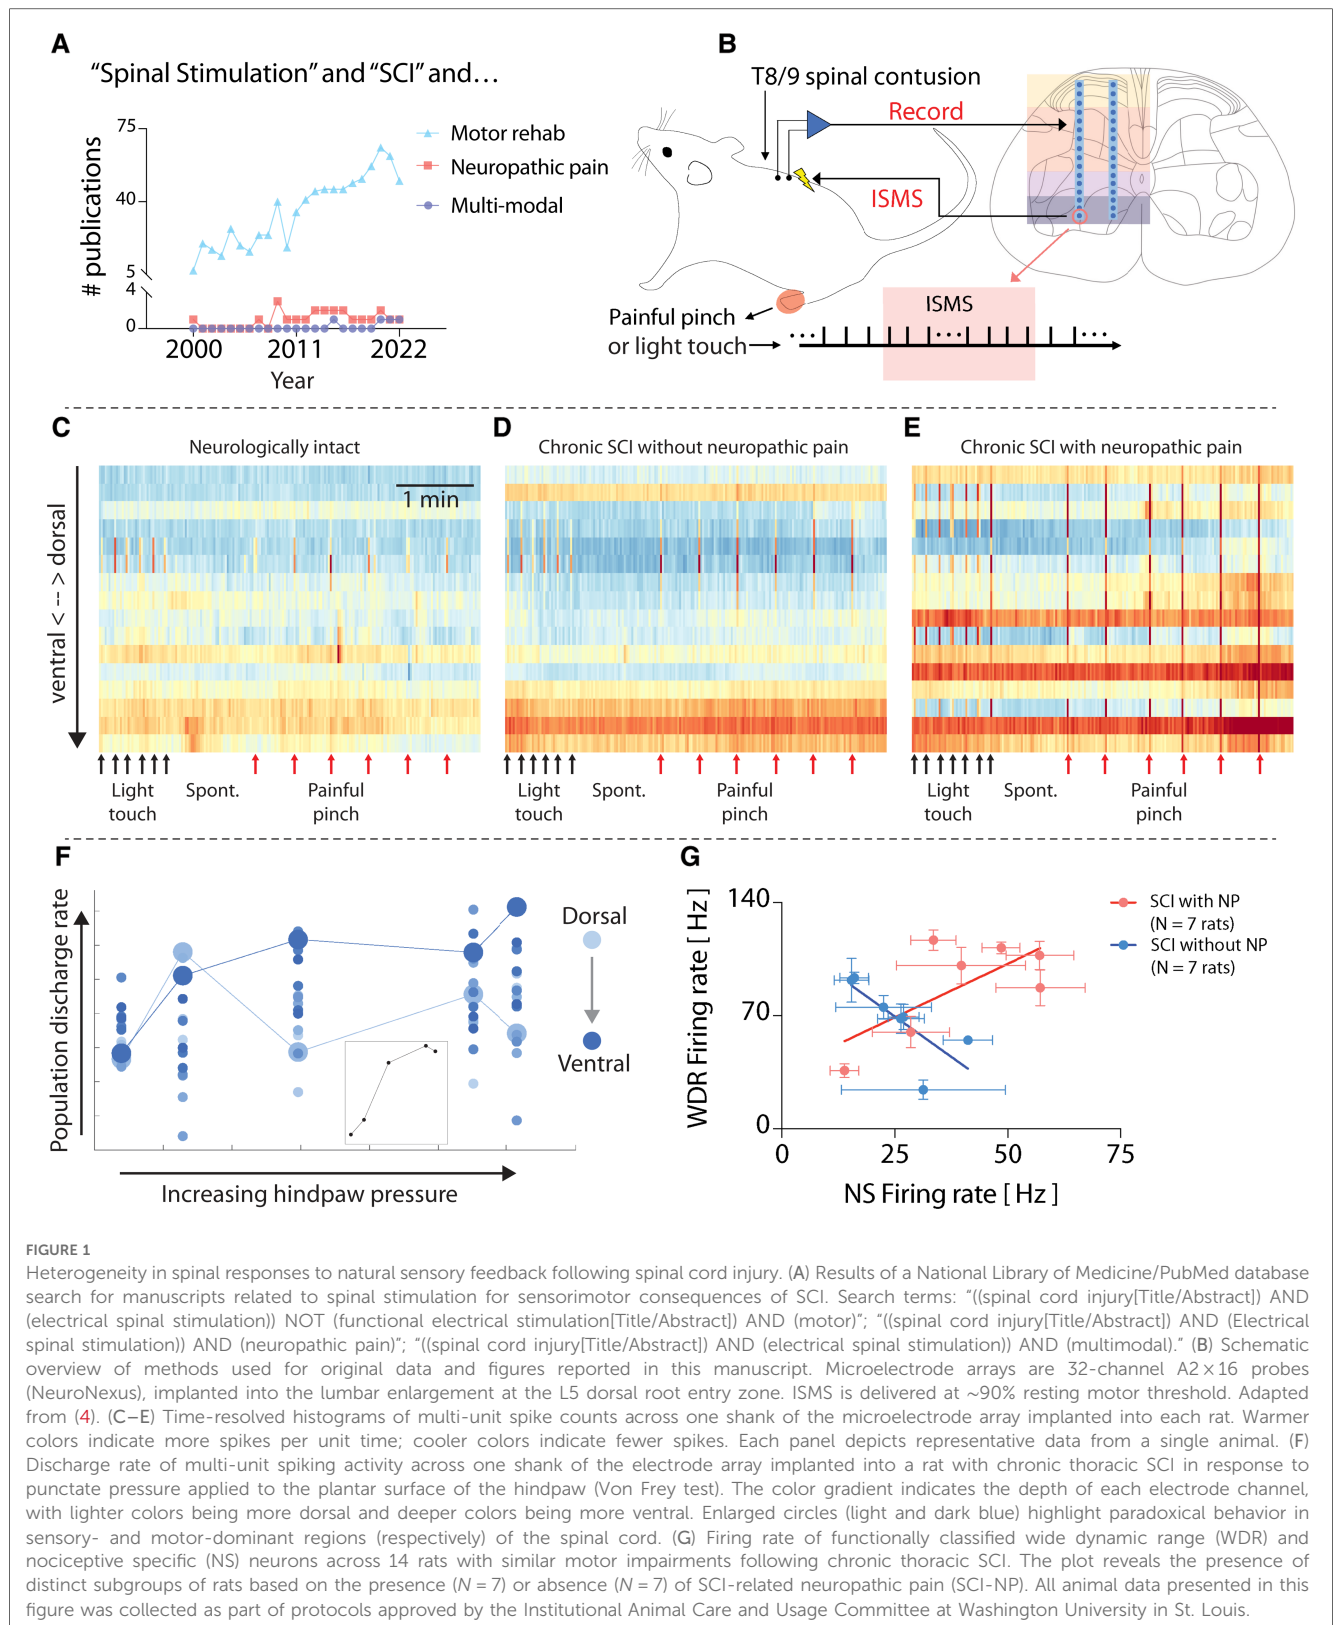 A
"Spinal Stimulation" and "SCI" and...
75
40
5
4
0
# publications
2000
2011
2022
Year
Motor rehab
Neuropathic pain
Multi-modal
B
T8/9 spinal contusion
Record
ISMS
Painful pinch
or light touch
ISMS
C
Neurologically intact
1 min
ventral <--> dorsal
Light
touch
Spont.
Painful
pinch
D
Chronic SCI without neuropathic pain
Light
touch
Spont.
Painful
pinch
E
Chronic SCI with neuropathic pain
Light
touch
Spont.
Painful
pinch
F
Population discharge rate
Increasing hindpaw pressure
Dorsal
Ventral
G
WDR Firing rate [ Hz ]
140
70
0
0
25
50
75
NS Firing rate [ Hz ]
SCI with NP
(N = 7 rats)
SCI without NP
(N = 7 rats)
FIGURE 1
Heterogeneity in spinal responses to natural sensory feedback following spinal cord injury. (A) Results of a National Library of Medicine/PubMed database
search for manuscripts related to spinal stimulation for sensorimotor consequences of SCI. Search terms: "((spinal cord injury[Title/Abstract]) AND
(electrical spinal stimulation)) NOT (functional electrical stimulation[Title/Abstract]) AND (motor)"; "((spinal cord injury[Title/Abstract]) AND (Electrical
spinal stimulation)) AND (neuropathic pain)"; "((spinal cord injury[Title/Abstract]) AND (electrical spinal stimulation)) AND (multimodal)." (B) Schematic
overview of methods used for original data and figures reported in this manuscript. Microelectrode arrays are 32-channel A2×16 probes
(NeuroNexus), implanted into the lumbar enlargement at the L5 dorsal root entry zone. ISMS is delivered at ~90% resting motor threshold. Adapted
from (4). (C–E) Time-resolved histograms of multi-unit spike counts across one shank of the microelectrode array implanted into each rat. Warmer
colors indicate more spikes per unit time; cooler colors indicate fewer spikes. Each panel depicts representative data from a single animal. (F)
Discharge rate of multi-unit spiking activity across one shank of the electrode array implanted into a rat with chronic thoracic SCI in response to
punctate pressure applied to the plantar surface of the hindpaw (Von Frey test). The color gradient indicates the depth of each electrode channel,
with lighter colors being more dorsal and deeper colors being more ventral. Enlarged circles (light and dark blue) highlight paradoxical behavior in
sensory- and motor-dominant regions (respectively) of the spinal cord. (G) Firing rate of functionally classified wide dynamic range (WDR) and
nociceptive specific (NS) neurons across 14 rats with similar motor impairments following chronic thoracic SCI. The plot reveals the presence of
distinct subgroups of rats based on the presence (N = 7) or absence (N = 7) of SCI-related neuropathic pain (SCI-NP). All animal data presented in this
figure was collected as part of protocols approved by the Institutional Animal Care and Usage Committee at Washington University in St. Louis.